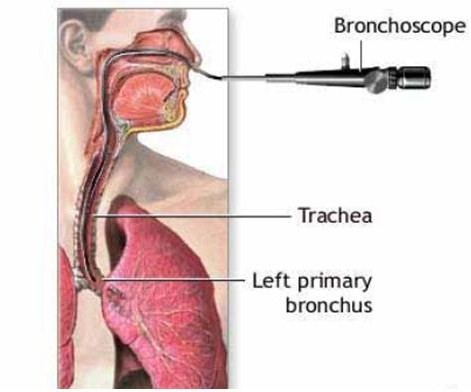 Bronchoscope
Trachea
Left primary
bronchus